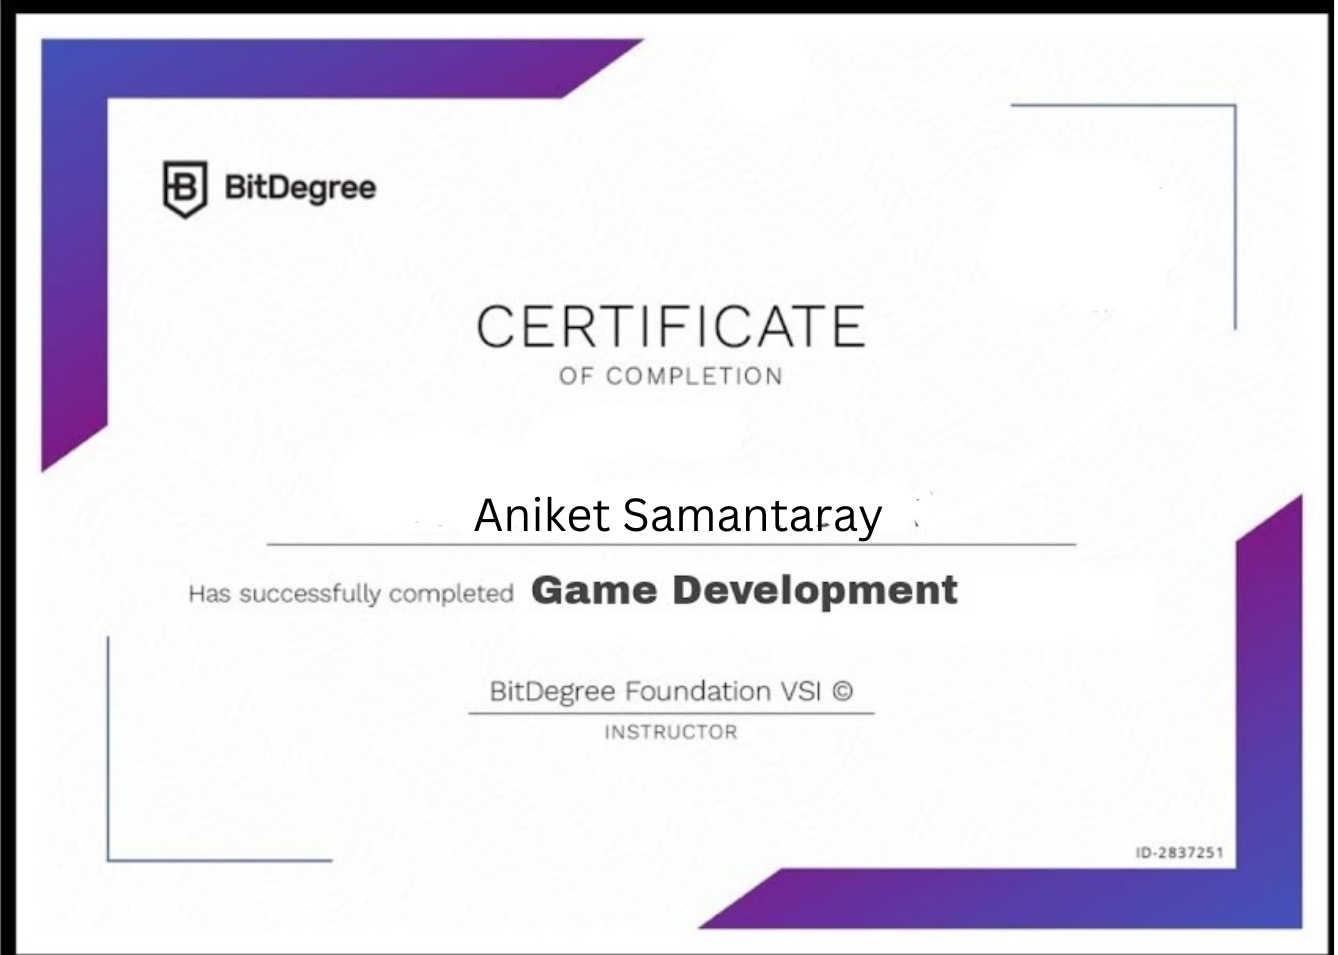 BitDegree
CERTIFICATE
OF COMPLETION
Aniket Samantaray
Has successfully completed Game Development
BitDegree Foundation VSI ©
INSTRUCTOR
ID-2837251